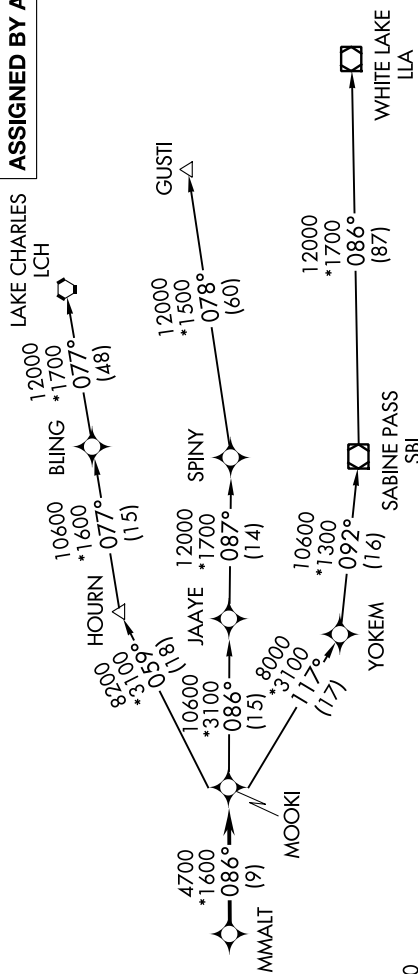 ASSIGNED BY A
LAKE CHARLES
LCH
12000
*1700
077°
(48)
BLING
10600
*1600
077°
(15)
HOURN
8200
*3100
059°
(18)
GUSTI
12000
*1500
078°
(60)
SPINY
12000
*1700
087°
(14)
JAAYE
10600
*3100
086°
(15)
MOOKI
4700
*1600
086°
(9)
MMALT
8000
*3100
117°
(17)
YOKEM
10600
*1300
092°
(16)
SABINE PASS
SBI
12000
*1700
086°
(87)
WHITE LAKE
LLA